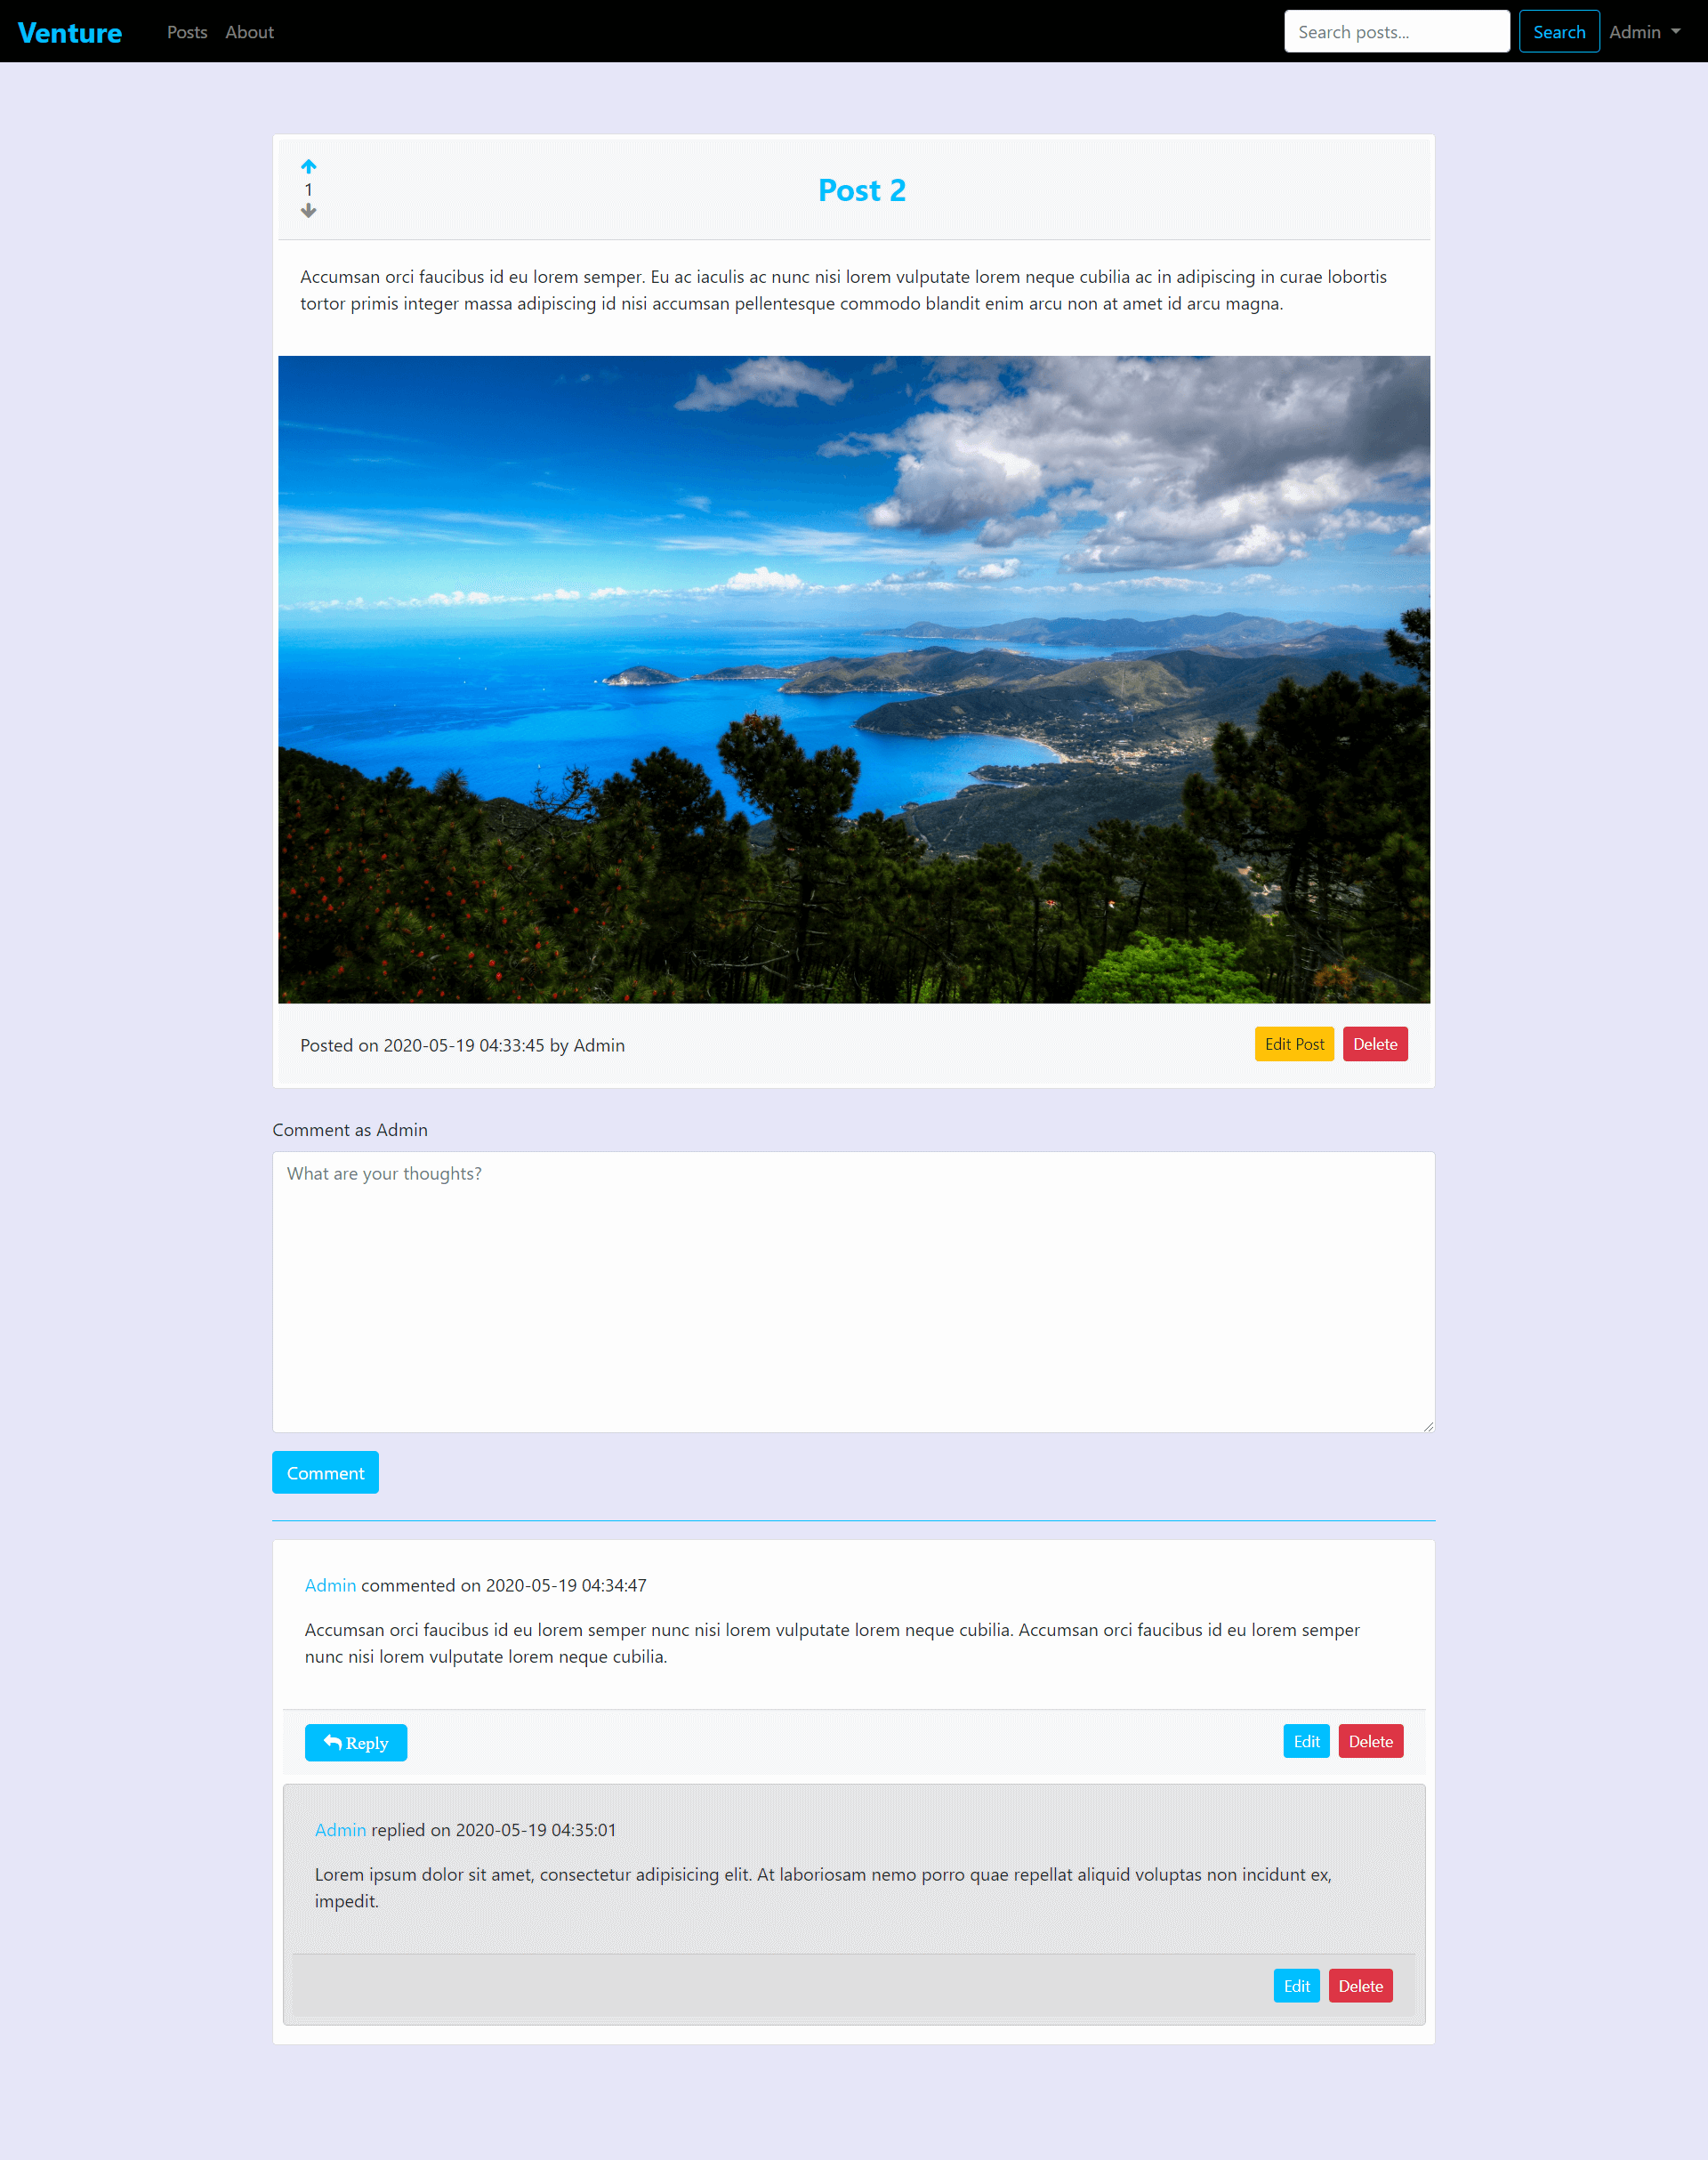 Venture
Posts
About
Search posts...
Search
Admin
1
Post 2
Accumsan orci faucibus id eu lorem semper. Eu ac iaculis ac nunc nisi lorem vulputate lorem neque cubilia ac in adipiscing in curae lobortis
tortor primis integer massa adipiscing id nisi accumsan pellentesque commodo blandit enim arcu non at amet id arcu magna.
Posted on 2020-05-19 04:33:45 by Admin
Edit Post
Delete
Comment as Admin
What are your thoughts?
Comment
Admin commented on 2020-05-19 04:34:47
Accumsan orci faucibus id eu lorem semper nunc nisi lorem vulputate lorem neque cubilia. Accumsan orci faucibus id eu lorem semper
nunc nisi lorem vulputate lorem neque cubilia.
Reply
Edit
Delete
Admin replied on 2020-05-19 04:35:01
Lorem ipsum dolor sit amet, consectetur adipisicing elit. At laboriosam nemo porro quae repellat aliquid voluptas non incidunt ex,
impedit.
Edit
Delete